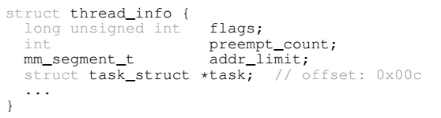 struct thread_info {
  long unsigned int   flags;
  int                 preempt_count;
  mm_segment_t        addr_limit;
  struct task_struct *task;  // offset: 0x00c
  ...
}